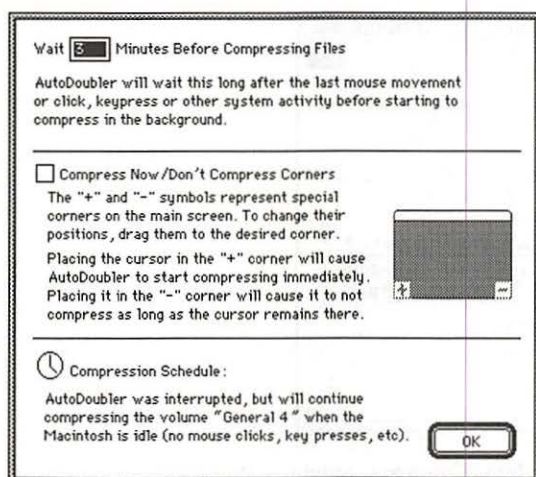 Wait 3 Minutes Before Compressing Files
AutoDoubler will wait this long after the last mouse movement
or click, keypress or other system activity before starting to
compress in the background.
Compress Now/Don't Compress Corners
The "+" and "-" symbols represent special
corners on the main screen. To change their
positions, drag them to the desired corner.
Placing the cursor in the "+" corner will cause
AutoDoubler to start compressing immediately.
Placing it in the "-" corner will cause it to not
compress as long as the cursor remains there.
+ -
Compression Schedule:
AutoDoubler was interrupted, but will continue
compressing the volume "General 4" when the
Macintosh is idle (no mouse clicks, key presses, etc).
OK